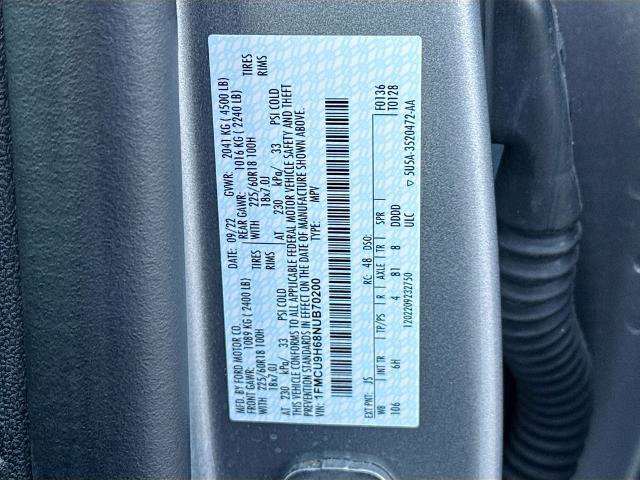 MFD. BY FORD MOTOR CO.
DATE: 09/22 GVWR: 2041 KG ( 4500 LB)
FRONT GAWR: 1089 KG ( 2400 LB) REAR GAWR: 1016 KG ( 2240 LB)
WITH 225/60R18 100H TIRES WITH 225/60R18 100H TIRES
18x7.0J RIMS 18x7.0J RIMS
AT 230 kPa/ 33 PSI COLD AT 230 kPa/ 33 PSI COLD
THIS VEHICLE CONFORMS TO ALL APPLICABLE FEDERAL MOTOR VEHICLE SAFETY AND THEFT
PREVENTION STANDARDS IN EFFECT ON THE DATE OF MANUFACTURE SHOWN ABOVE.
VIN: 1FMCU9H68NUB70200 TYPE: MPV
F0136
T0128
EXT PNT: JS RC: 48 DSO:
WB INT TR TP/PS R AXLE TR SPR
106 6H 4 B1 8 DDDD
1202209232750 ULC ▽ 5U5A-3520472-AA